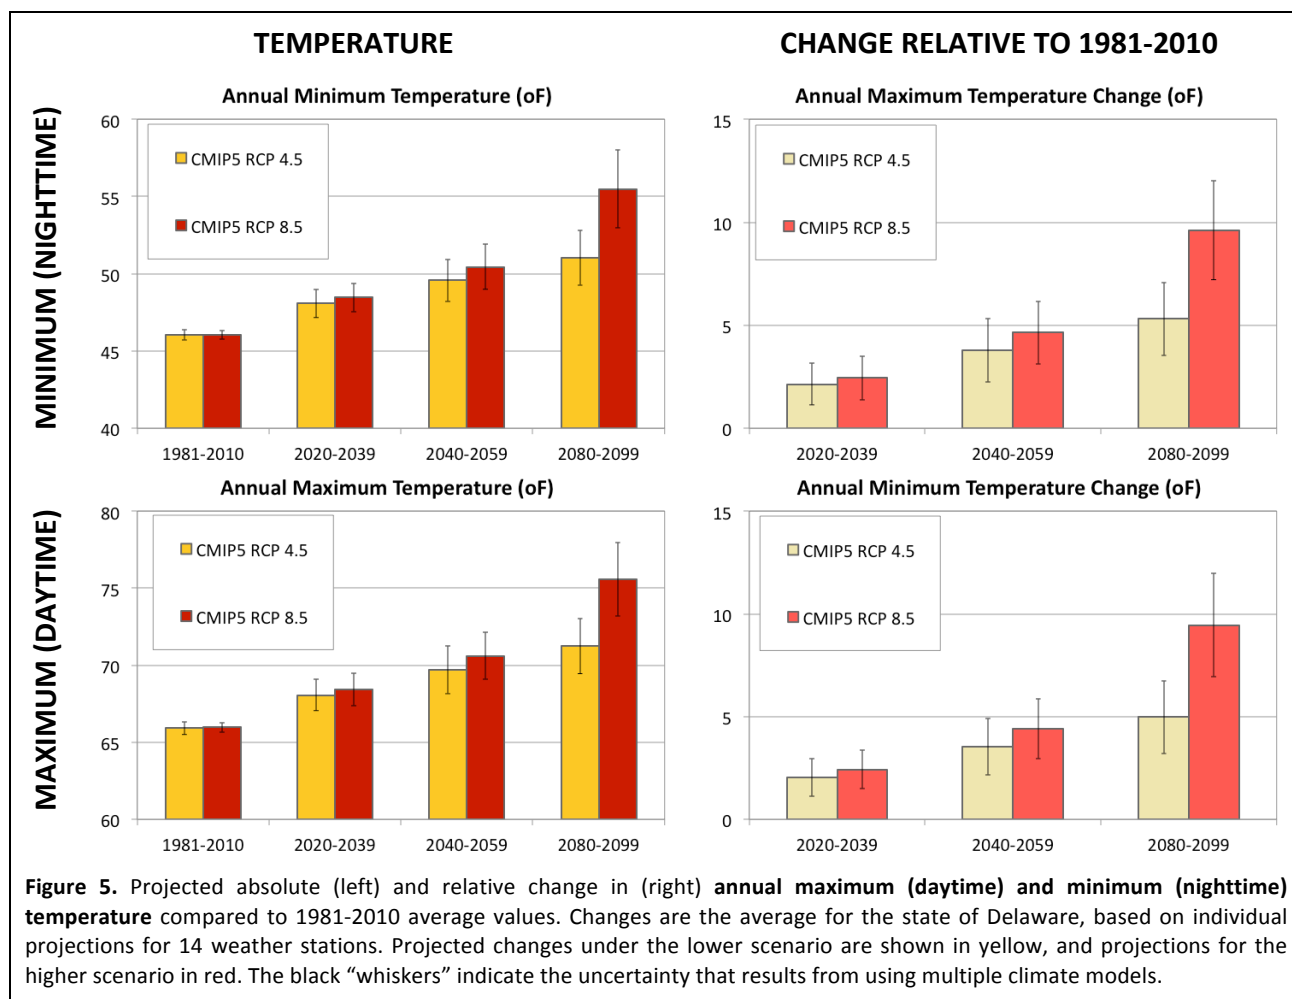 TEMPERATURE
CHANGE RELATIVE TO 1981-2010
MINIMUM (NIGHTTIME)
Annual Minimum Temperature (oF)
60
55
50
45
40
CMIP5 RCP 4.5
CMIP5 RCP 8.5
1981-2010 2020-2039 2040-2059 2080-2099
Annual Maximum Temperature Change (oF)
15
10
5
0
CMIP5 RCP 4.5
CMIP5 RCP 8.5
2020-2039 2040-2059 2080-2099
MAXIMUM (DAYTIME)
Annual Maximum Temperature (oF)
80
75
70
65
60
CMIP5 RCP 4.5
CMIP5 RCP 8.5
1981-2010 2020-2039 2040-2059 2080-2099
Annual Minimum Temperature Change (oF)
15
10
5
0
CMIP5 RCP 4.5
CMIP5 RCP 8.5
2020-2039 2040-2059 2080-2099
Figure 5. Projected absolute (left) and relative change in (right) annual maximum (daytime) and minimum (nighttime)
temperature compared to 1981-2010 average values. Changes are the average for the state of Delaware, based on individual
projections for 14 weather stations. Projected changes under the lower scenario are shown in yellow, and projections for the
higher scenario in red. The black “whiskers” indicate the uncertainty that results from using multiple climate models.